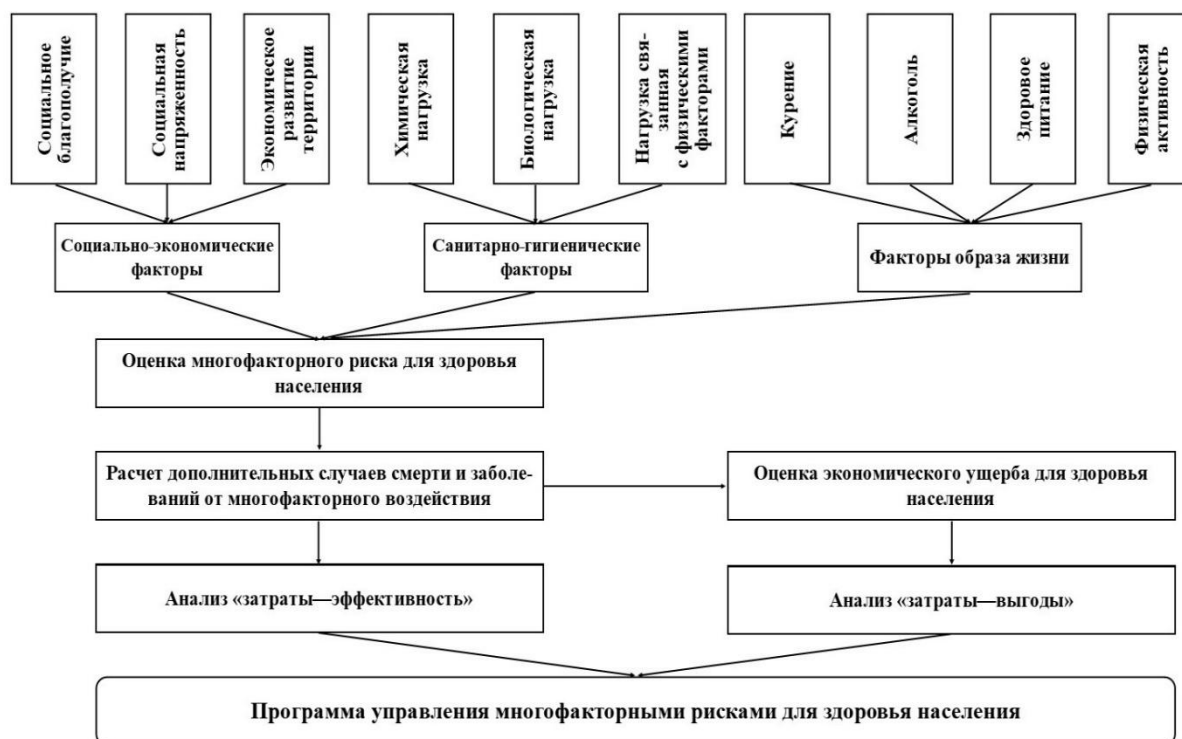 Социальное
благополучие
Социальная
напряженность
Экономическое
развитие
территории
Химическая
нагрузка
Биологическая
нагрузка
Нагрузка свя-
занная
с физическими
факторами
Курение
Алкоголь
Здоровое
питание
Физическая
активность
Социально-экономические
факторы
Санитарно-гигиенические
факторы
Факторы образа жизни
Оценка многофакторного риска для здоровья
населения
Расчет дополнительных случаев смерти и заболе-
ваний от многофакторного воздействия
Оценка экономического ущерба для здоровья
населения
Анализ «затраты—эффективность»
Анализ «затраты—выгоды»
Программа управления многофакторными рисками для здоровья населения